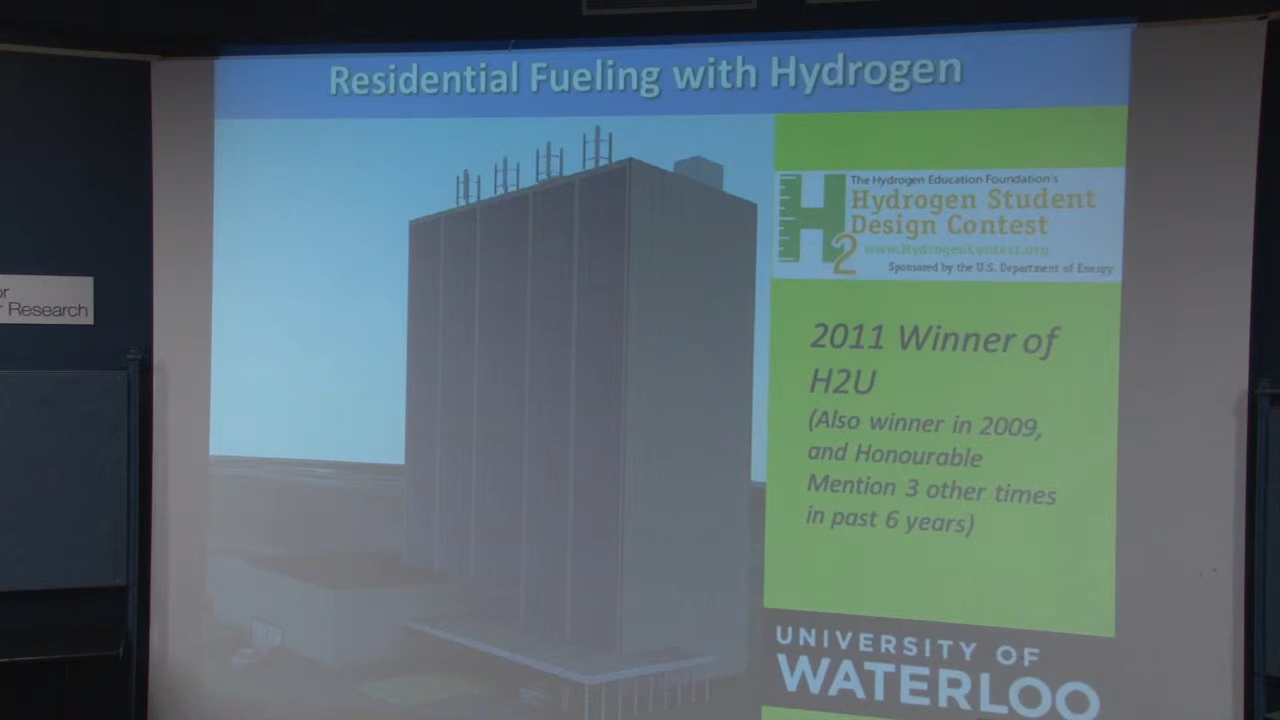 Residential Fueling with Hydrogen
The Hydrogen Education Foundation's
Hydrogen Student
Design Contest
www.HydrogenContest.org
Sponsored by the U.S. Department of Energy
H2
2011 Winner of
H2U
(Also winner in 2009,
and Honourable
Mention 3 other times
in past 6 years)
UNIVERSITY OF
WATERLOO
or
r Research